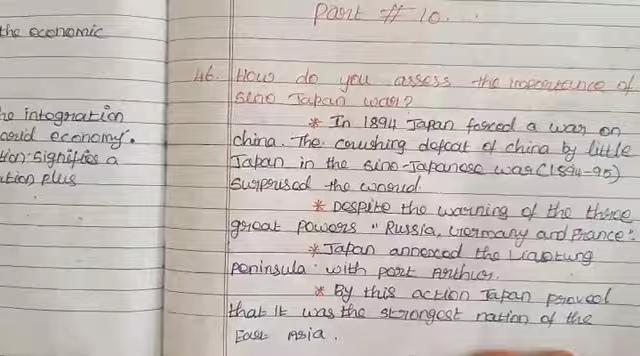 the economic
he integration
world economy.
tion signifies a
ation plus
Part # 10.
46. How do you assess the importance of
Sino Japan war?
* In 1894 Japan forced a war on
china. The crushing defeat of china by little
Japan in the sino-Japanese war (1894-95)
surprised the world.
* Despite the warning of the three
great powers "Russia, Germany and France".
* Japan annexed the Liaotung
Peninsula with port Arthur.
* By this action Japan proved
that it was the strongest nation of the
East Asia.